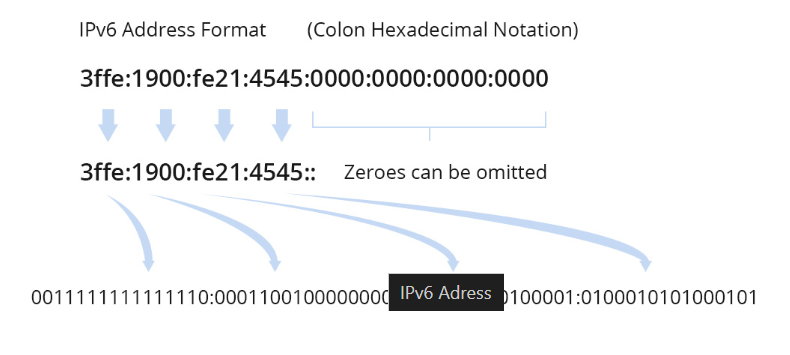 IPv6 Address Format (Colon Hexadecimal Notation)
3ffe:1900:fe21:4545:0000:0000:0000:0000
3ffe:1900:fe21:4545:: Zeroes can be omitted
0011111111111110:0001100100000000
IPv6 Adress
0100001:0100010101000101